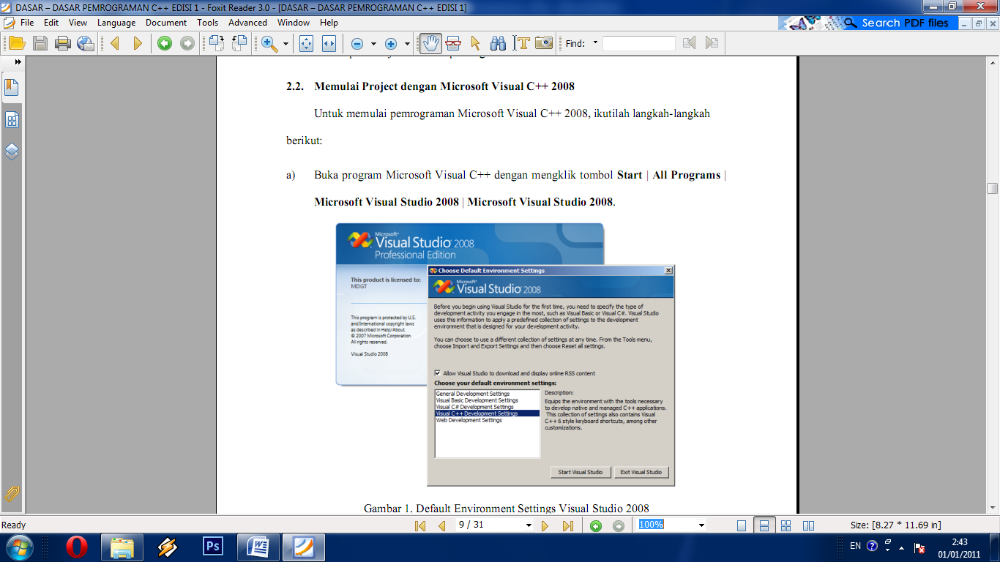 DASAR – DASAR PEMROGRAMAN C++ EDISI 1 - Foxit Reader 3.0 - [DASAR – DASAR PEMROGRAMAN C++ EDISI 1]
File Edit View Language Document Tools Advanced Window Help
Search PDF files
Find:
2.2. Memulai Project dengan Microsoft Visual C++ 2008
Untuk memulai pemrograman Microsoft Visual C++ 2008, ikutilah langkah-langkah
berikut:
a) Buka program Microsoft Visual C++ dengan mengklik tombol Start | All Programs |
Microsoft Visual Studio 2008 | Microsoft Visual Studio 2008.
Microsoft®
Visual Studio 2008
Professional Edition
This product is licensed to:
MDGT
This program is protected by U.S.
and International copyright laws
as described in Help/About.
© 2007 Microsoft Corporation.
All rights reserved.
Visual Studio 2008
Choose Default Environment Settings
Microsoft®
Visual Studio 2008
Before you begin using Visual Studio for the first time, you need to specify the type of
development activity you engage in the most, such as Visual Basic or Visual C#. Visual Studio
uses this information to apply a predefined collection of settings to the development
environment that is designed for your development activity.
You can choose to use a different collection of settings at any time. From the Tools menu,
choose Import and Export Settings and then choose Reset all settings.
Allow Visual Studio to download and display online RSS content
Choose your default environment settings:
General Development Settings
Visual Basic Development Settings
Visual C# Development Settings
Visual C++ Development Settings
Web Development Settings
Description:
Equips the environment with the tools necessary
to develop native and managed C++ applications.
This collection of settings also contains Visual
C++ 6 style keyboard shortcuts, among other
customizations.
Start Visual Studio
Exit Visual Studio
Gambar 1. Default Environment Settings Visual Studio 2008
Ready
9 / 31
100%
Size: [8.27 * 11.69 in]
Ps
EN
2:43
01/01/2011